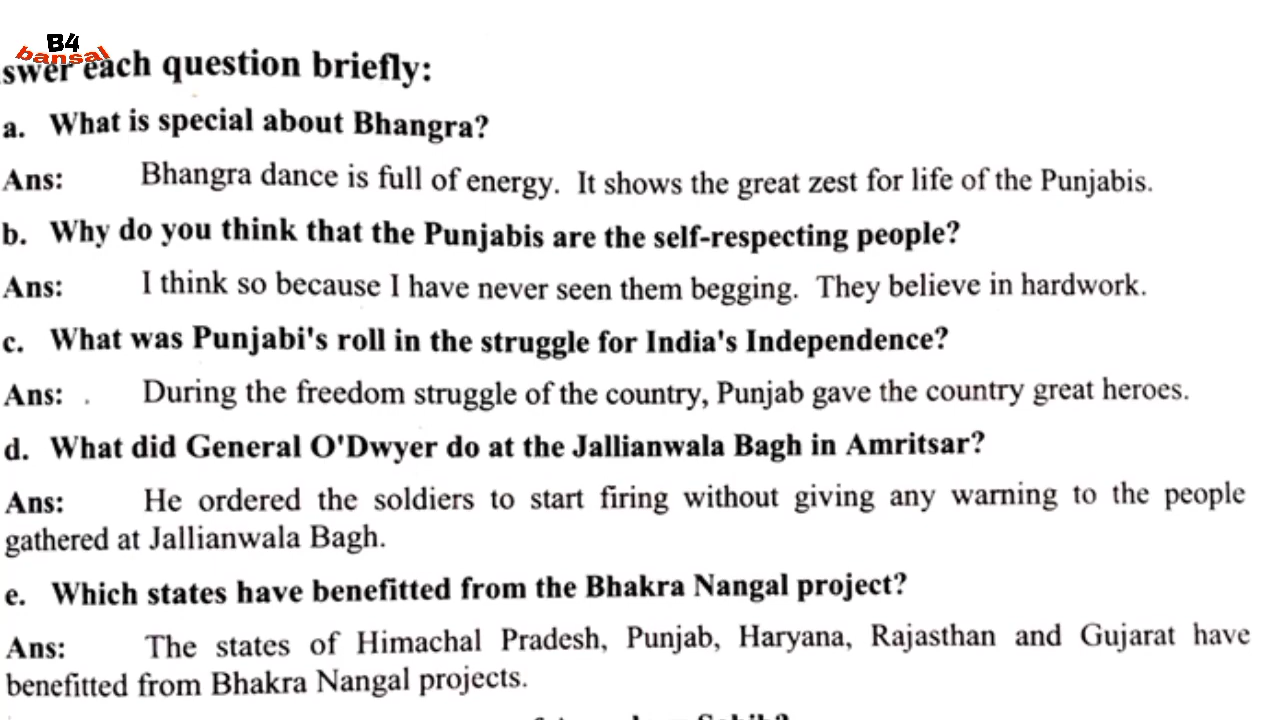 B4
bansal
swer each question briefly:
a. What is special about Bhangra?
Ans: Bhangra dance is full of energy. It shows the great zest for life of the Punjabis.
b. Why do you think that the Punjabis are the self-respecting people?
Ans: I think so because I have never seen them begging. They believe in hardwork.
c. What was Punjabi's roll in the struggle for India's Independence?
Ans: . During the freedom struggle of the country, Punjab gave the country great heroes.
d. What did General O'Dwyer do at the Jallianwala Bagh in Amritsar?
Ans: He ordered the soldiers to start firing without giving any warning to the people
gathered at Jallianwala Bagh.
e. Which states have benefitted from the Bhakra Nangal project?
Ans: The states of Himachal Pradesh, Punjab, Haryana, Rajasthan and Gujarat have
benefitted from Bhakra Nangal projects.